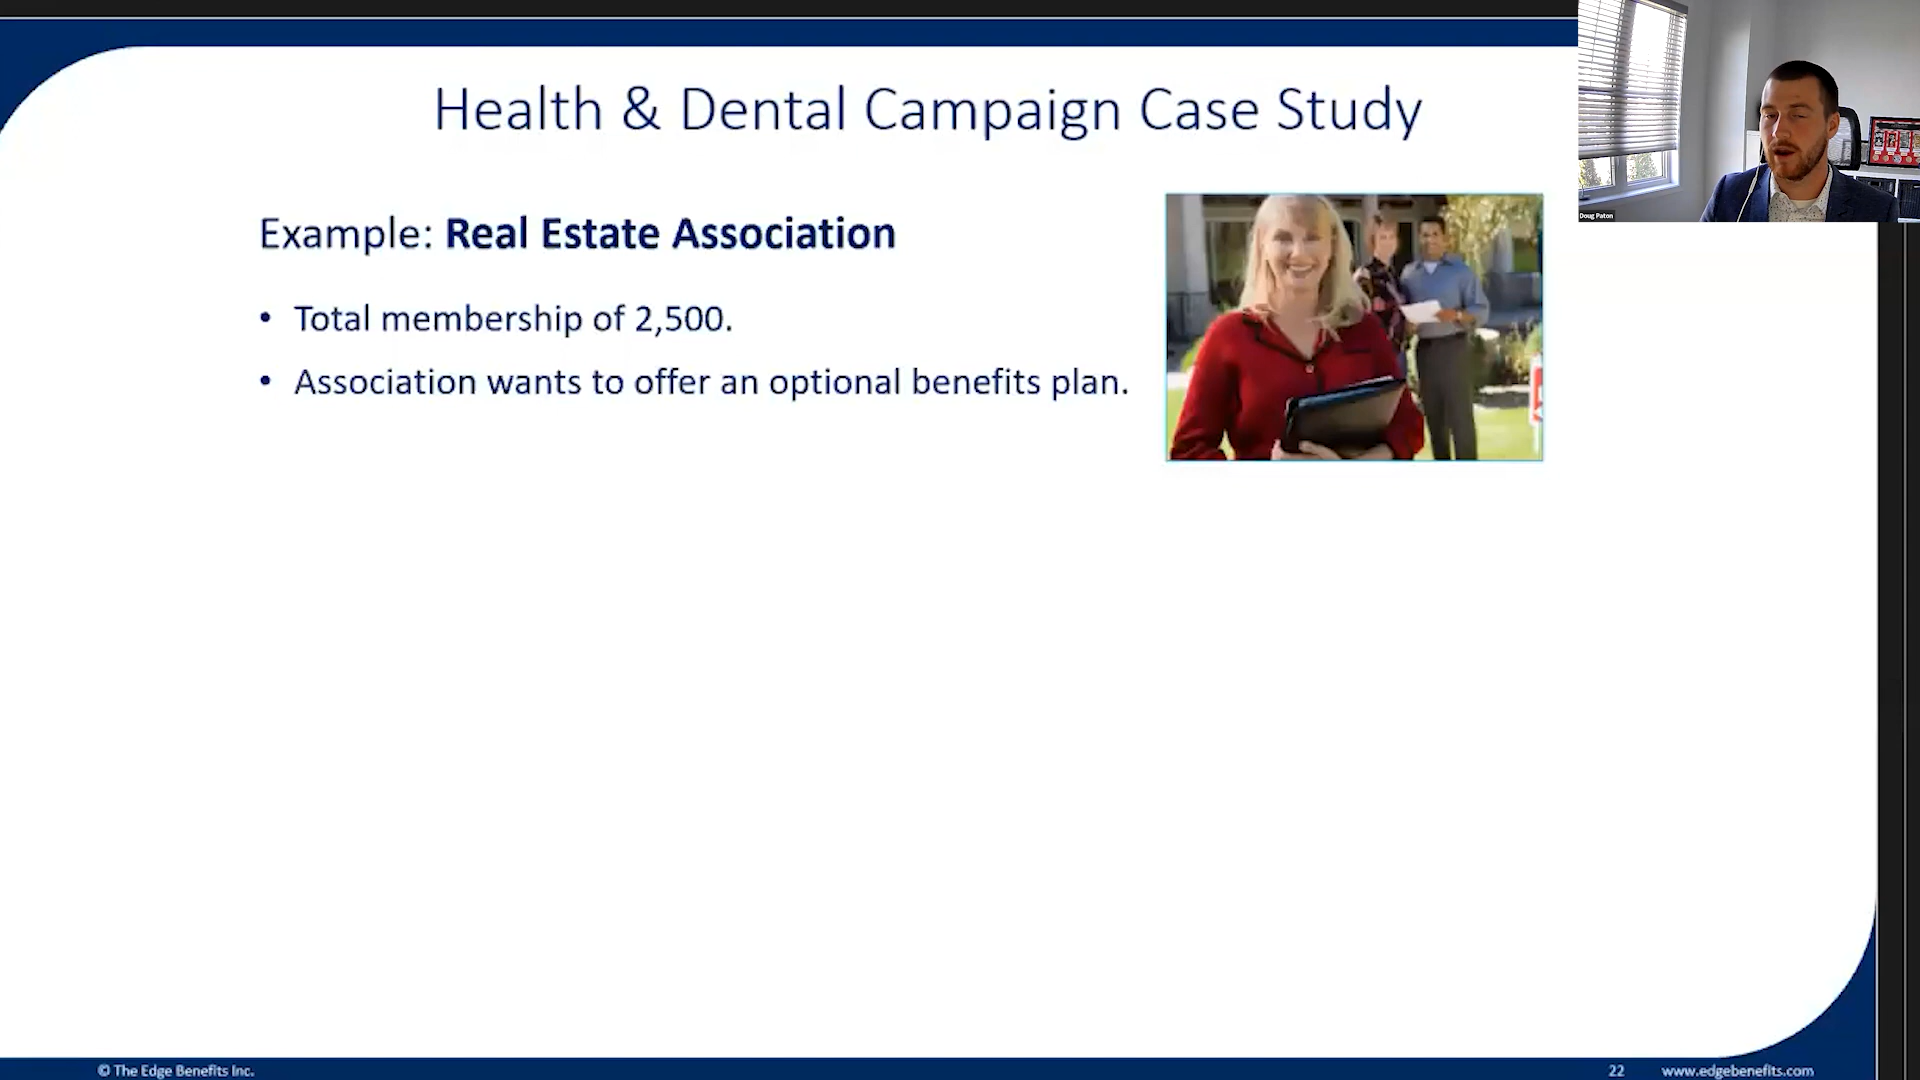 Health & Dental Campaign Case Study
Doug Paton
Example: Real Estate Association
• Total membership of 2,500.
• Association wants to offer an optional benefits plan.
© The Edge Benefits Inc.
22
www.edgebenefits.com